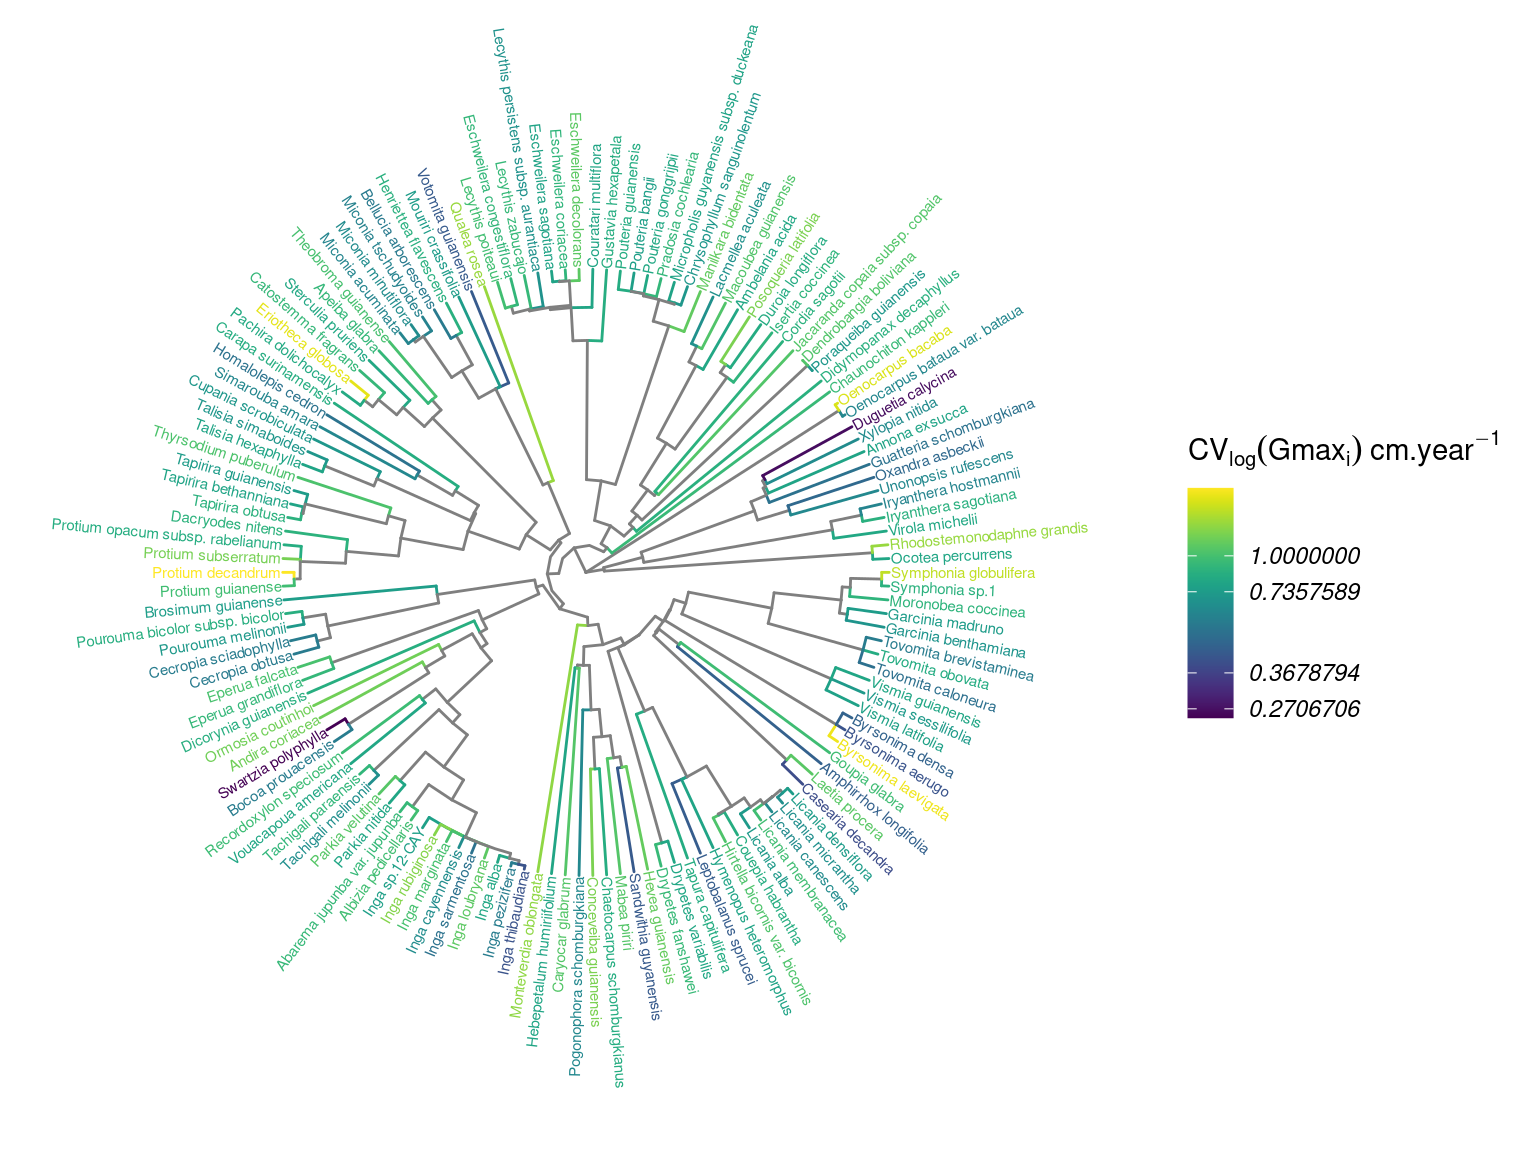 Lecythis persistens subsp. aurantiaca
Eschweilera sagotiana
Eschweilera coriacea
Eschweilera decolorans
Couratari multiflora
Gustavia hexapetala
Pouteria guianensis
Pouteria bangii
Pouteria gonggrijpii
Pradosia cochlearia
Micropholis guyanensis subsp. duckeana
Chrysophyllum sanguinolentum
Manilkara bidentata
Lacmellea aculeata
Macoubea guianensis
Ambelania acida
Posoqueria latifolia
Duroia longiflora
Isertia coccinea
Cordia sagotii
Jacaranda copaia subsp. copaia
Dendrobangia boliviana
Poraqueiba guianensis
Didymopanax decaphyllus
Chaunochiton kappleri
Oenocarpus bacaba
Oenocarpus bataua var. bataua
Duguetia calycina
Xylopia nitida
Annona exsucca
Guatteria schomburgkiana
Oxandra asbeckii
Unonopsis rufescens
Iryanthera hostmannii
Iryanthera sagotiana
Virola michelii
Rhodostemonodaphne grandis
Ocotea percurrens
Symphonia globulifera
Symphonia sp.1
Moronobea coccinea
Garcinia madruno
Garcinia benthamiana
Tovomita brevistaminea
Tovomita obovata
Tovomita caloneura
Vismia guianensis
Vismia sessilifolia
Vismia latifolia
Byrsonima densa
Byrsonima aerugo
Byrsonima laevigata
Goupia glabra
Amphirrhox longifolia
Laetia procera
Casearia decandra
Licania densiflora
Licania micrantha
Licania canescens
Licania membranacea
Licania alba
Couepia habrantha
Hirtella bicornis var. bicornis
Hymenopus heteromorphus
Leptobalanus sprucei
Tapura capitulifera
Drypetes variabilis
Drypetes fanshawei
Hevea guianensis
Sandwithia guyanensis
Mabea piriri
Chaetocarpus schomburgkianus
Conceveiba guianensis
Pogonophora schomburgkiana
Caryocar glabrum
Hebepetalum humiriifolium
Monteverdia oblongata
Inga thibaudiana
Inga pezizifera
Inga alba
Inga loubryana
Inga sarmentosa
Inga cayennensis
Inga marginata
Inga rubiginosa
Inga sp.12-CAY
Albizia pedicellaris
Abarema jupunba var. jupunba
Parkia nitida
Parkia velutina
Tachigali melinonii
Tachigali paraensis
Vouacapoua americana
Recordoxylon speciosum
Bocoa prouacensis
Swartzia polyphylla
Andira coriacea
Ormosia coutinhoi
Dicorynia guianensis
Eperua grandiflora
Eperua falcata
Cecropia obtusa
Cecropia sciadophylla
Pourouma melinonii
Pourouma bicolor subsp. bicolor
Brosimum guianense
Protium guianense
Protium decandrum
Protium subserratum
Protium opacum subsp. rabelianum
Dacryodes nitens
Tapirira obtusa
Tapirira bethanniana
Tapirira guianensis
Thyrsodium puberulum
Talisia hexaphylla
Talisia simaboides
Cupania scrobiculata
Simarouba amara
Homalolepis cedron
Carapa surinamensis
Pachira dolichocalyx
Eriotheca globosa
Catostemma fragrans
Sterculia pruriens
Apeiba glabra
Theobroma guianense
Miconia acuminata
Miconia minutiflora
Miconia tschudyoides
Bellucia arborescens
Henriettea flavescens
Mouriri crassifolia
Votomita guianensis
Qualea rosea
Lecythis poiteaui
Eschweilera congestiflora
Lecythis zabucajo
CVlog(Gmaxi) cm.year−1
1.0000000
0.7357589
0.3678794
0.2706706